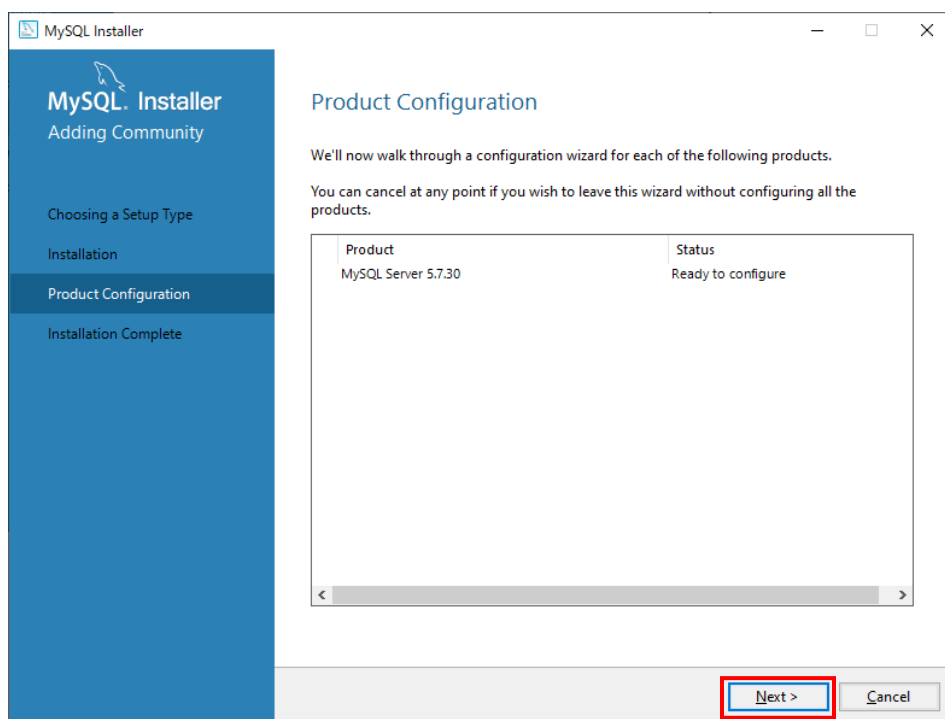 MySQL Installer
MySQL. Installer
Adding Community
Choosing a Setup Type
Installation
Product Configuration
Installation Complete
Product Configuration
We'll now walk through a configuration wizard for each of the following products.
You can cancel at any point if you wish to leave this wizard without configuring all the
products.
Product Status
MySQL Server 5.7.30 Ready to configure
Next > Cancel